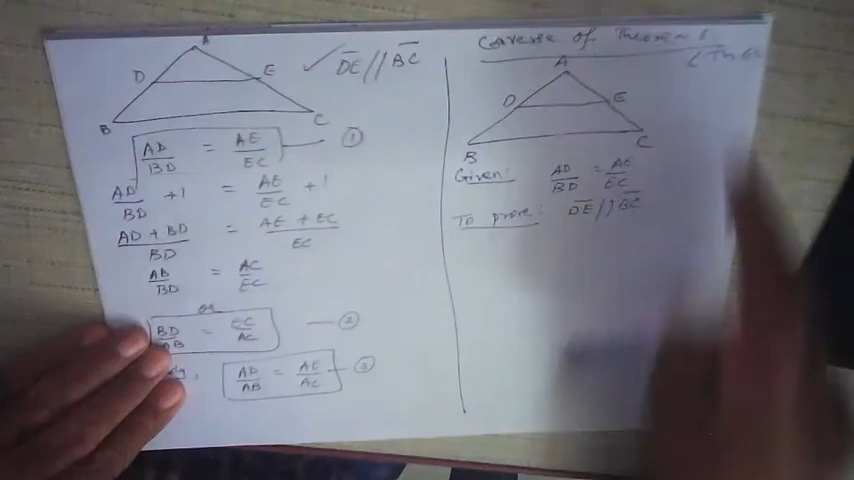 A
D E
B C
DE // BC
AD/BD = AE/EC — 1
AD/BD + 1 = AE/EC + 1
AD + BD/BD = AE + EC/EC
AB/BD = AC/EC
or
BD/AB = EC/AC — 2
AD/AB = AE/AC — 3
Converse of Theorem
A
D E
B C
Given: AD/BD = AE/EC
To prove: DE // BC